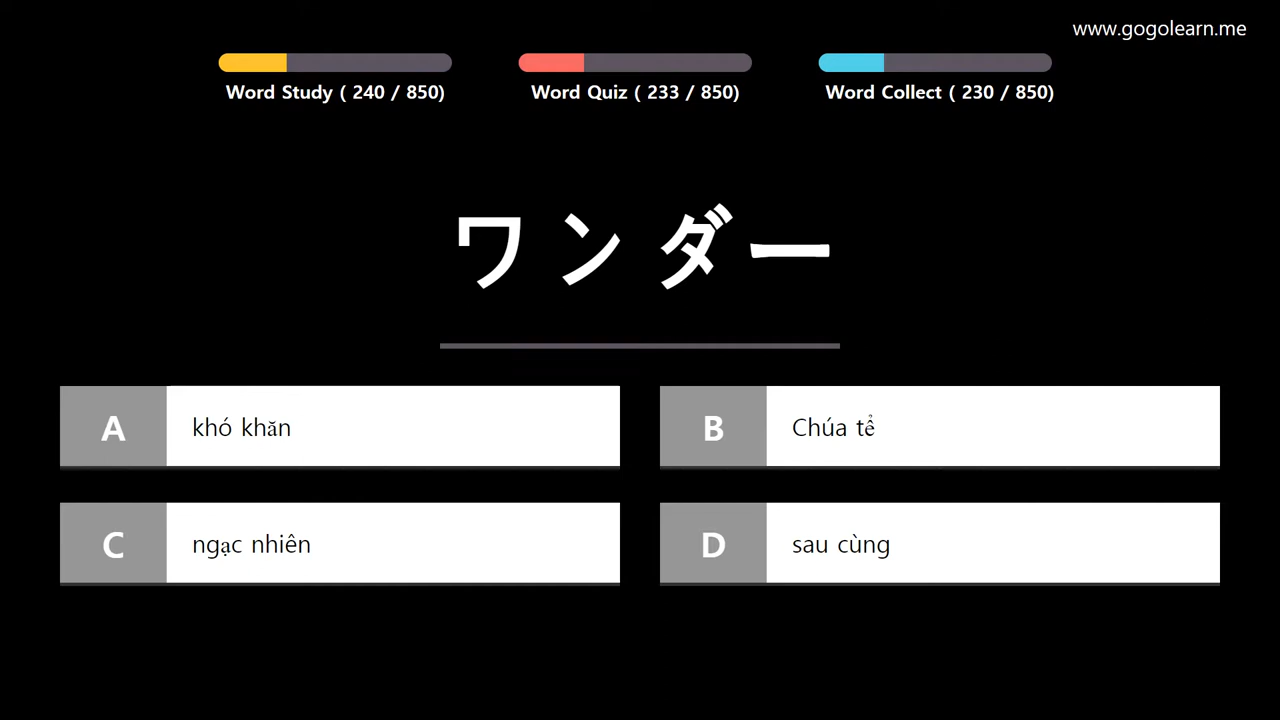 www.gogolearn.me
Word Study ( 240 / 850)
Word Quiz ( 233 / 850)
Word Collect ( 230 / 850)
ワンダー
A khó khăn
B Chúa tể
C ngạc nhiên
D sau cùng